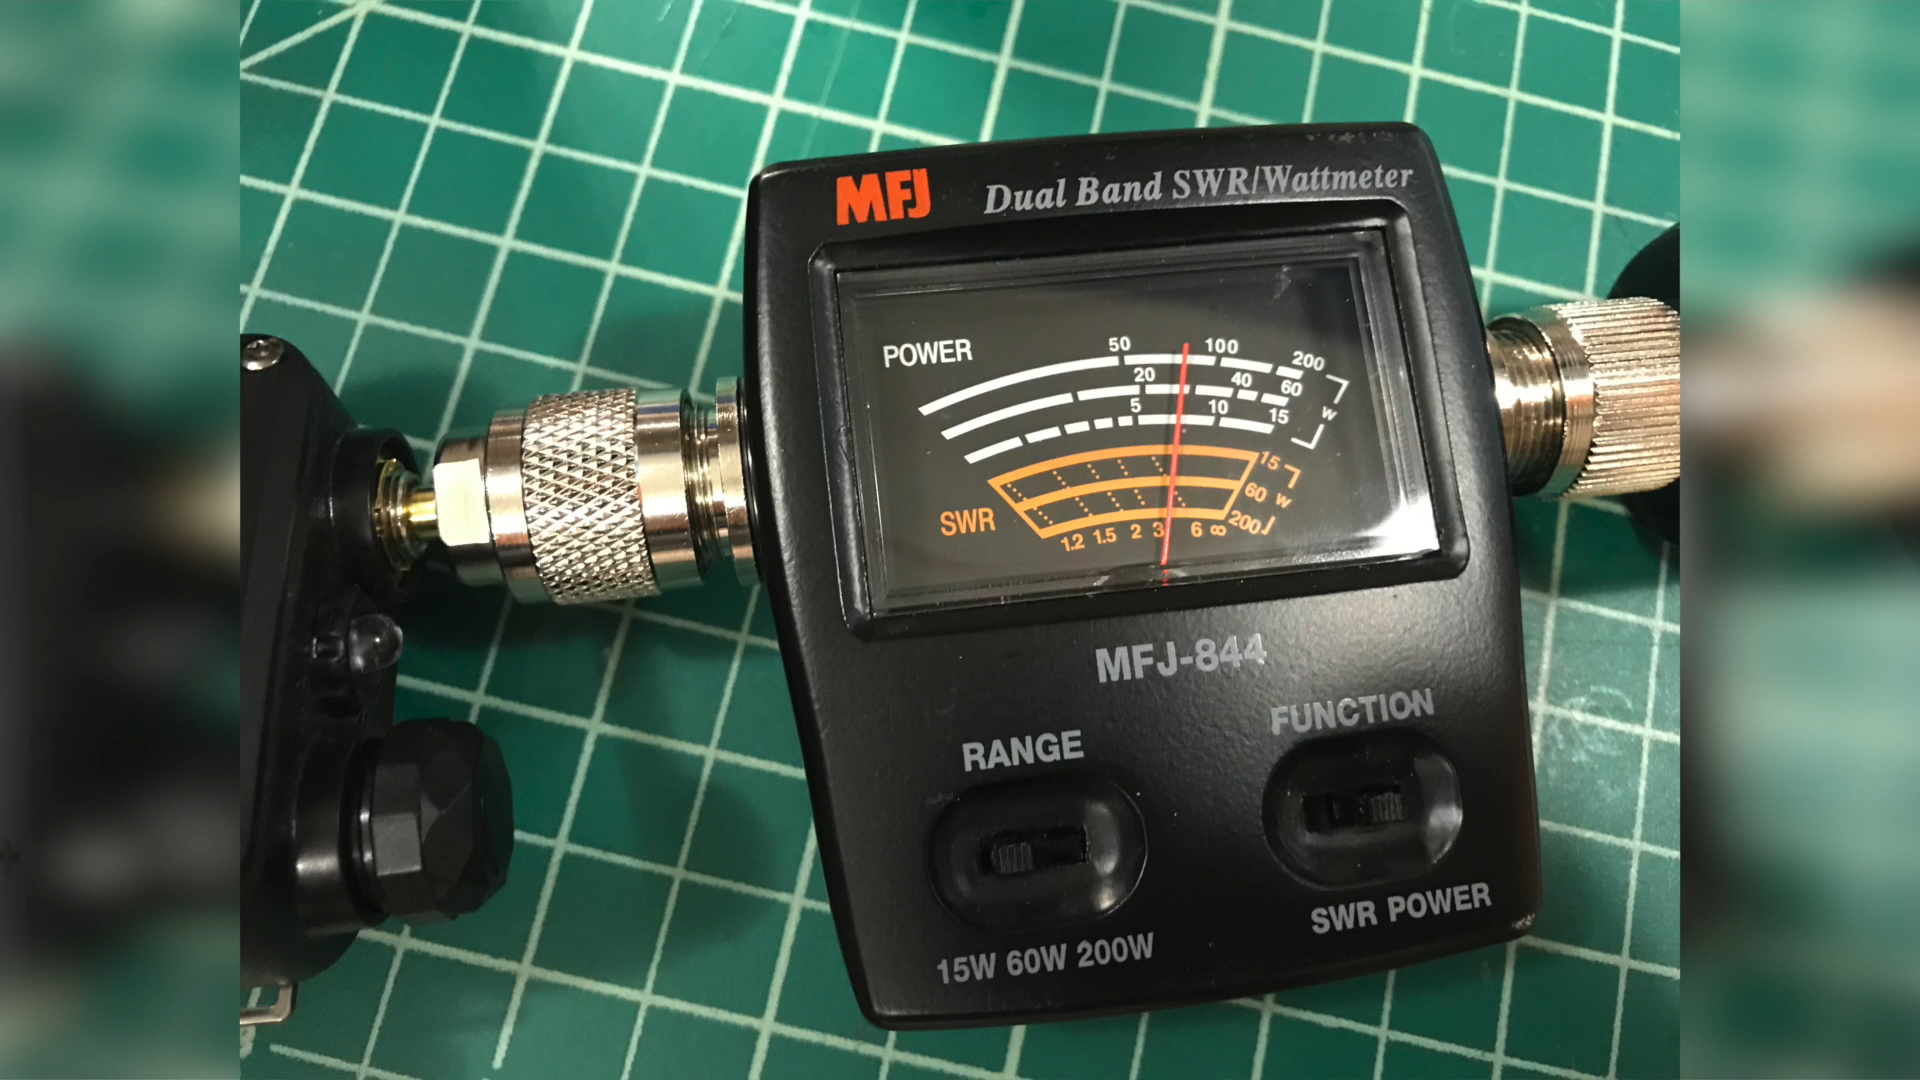 MFJ Dual Band SWR/Wattmeter
POWER 50 100 200
20 40 60 W
5 10 15
15
60 W
SWR 200
1.2 1.5 2 3 6 ∞
MFJ-844
RANGE FUNCTION
15W 60W 200W SWR POWER